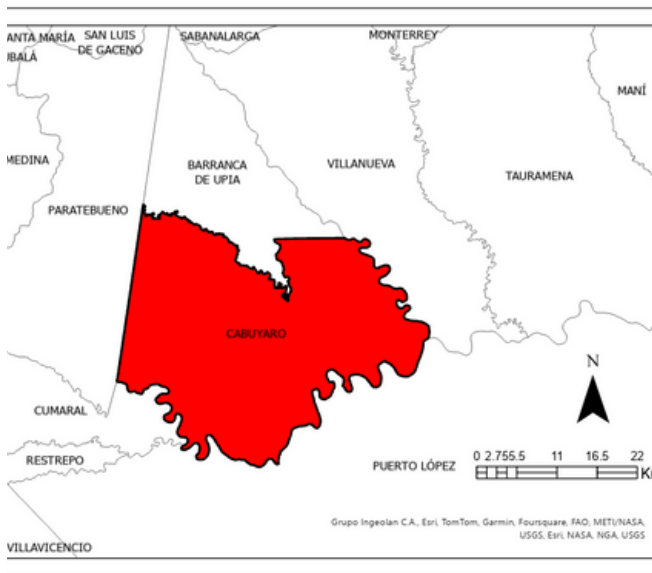 ANTA MARÍA
UBALÁ
SAN LUIS
DE GACENO
SABANALARGA
MONTERREY
MANÍ
MEDINA
BARRANCA
DE UPIA
VILLANUEVA
TAURAMENA
PARATEBUENO
CABUYARO
N
CUMARAL
RESTREPO
PUERTO LÓPEZ
0 2.755.5 11 16.5 22
K
Grupo Ingeolan C.A., Esri, TomTom, Garmin, Foursquare, FAO, METI/NASA,
USGS, Esri, NASA, NGA, USGS
VILLAVICENCIO